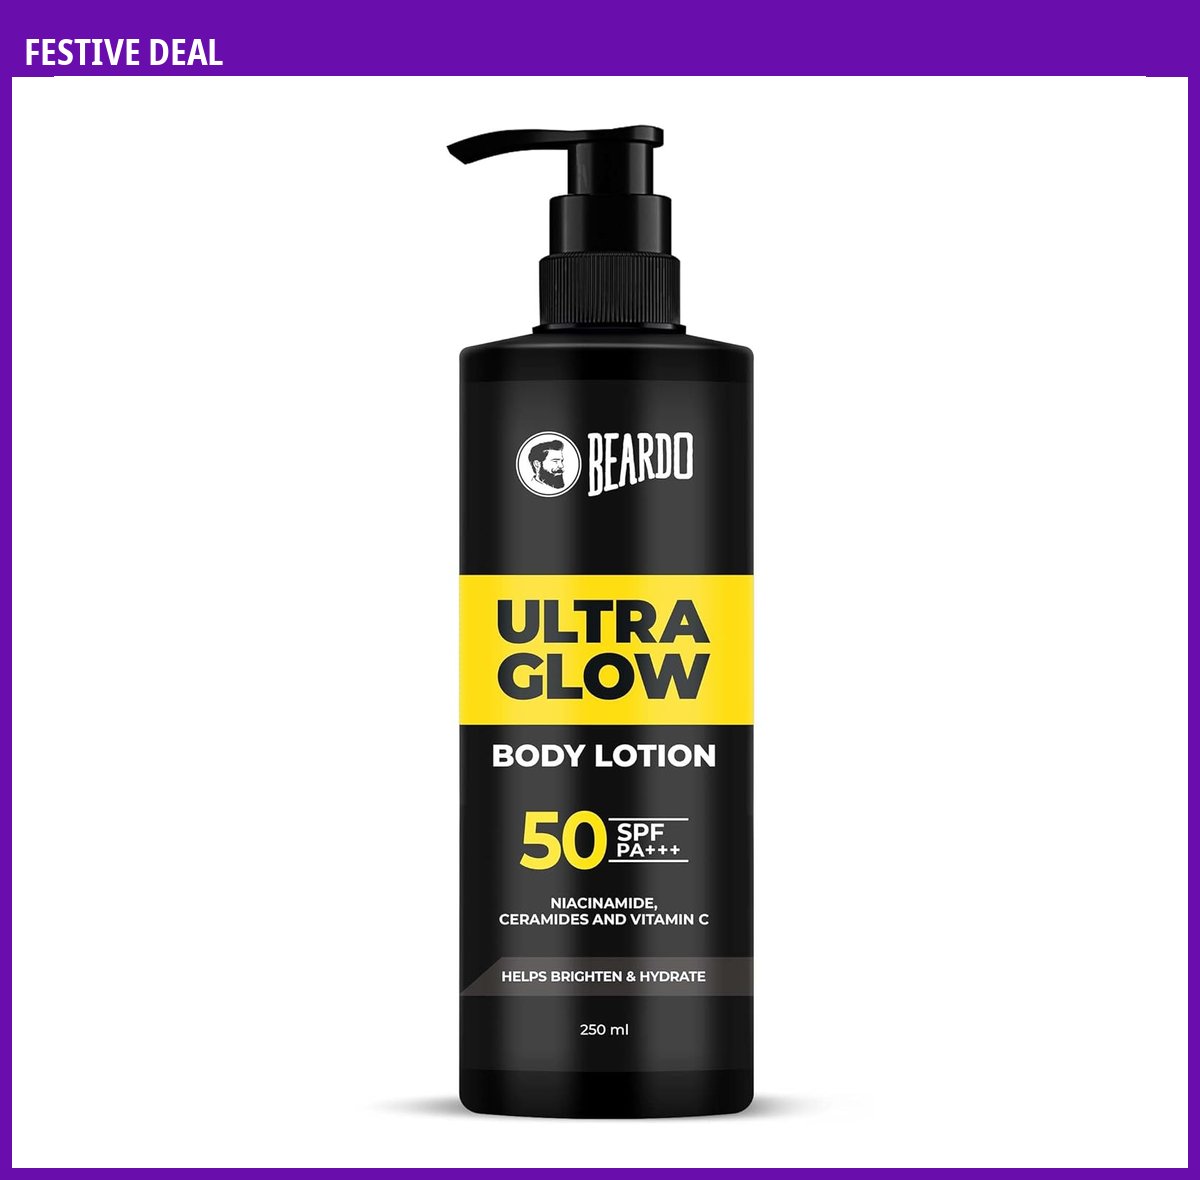 FESTIVE DEAL
BEARDO
ULTRA
GLOW
BODY LOTION
50 SPF
PA+++
NIACINAMIDE,
CERAMIDES AND VITAMIN C
HELPS BRIGHTEN & HYDRATE
250 ml